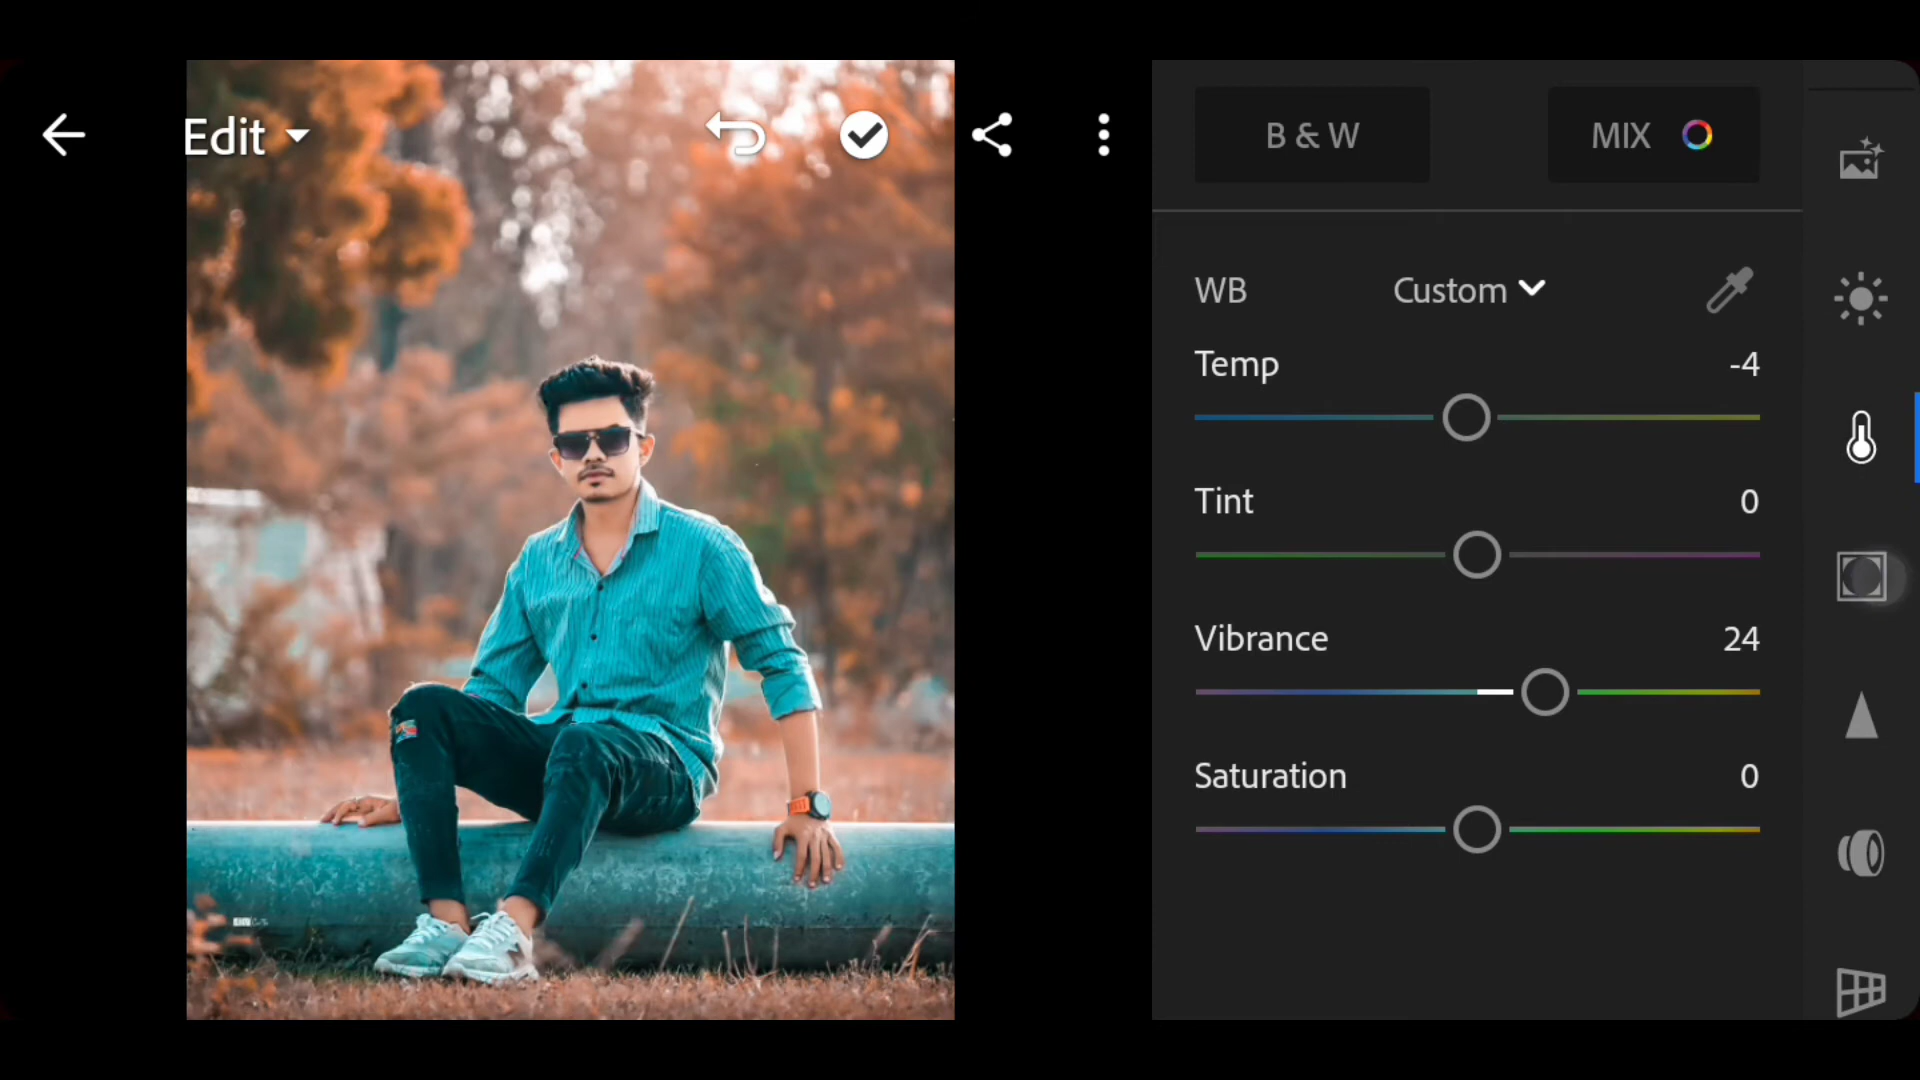 Edit
B & W
MIX
WB
Custom
Temp
-4
Tint
0
Vibrance
24
Saturation
0